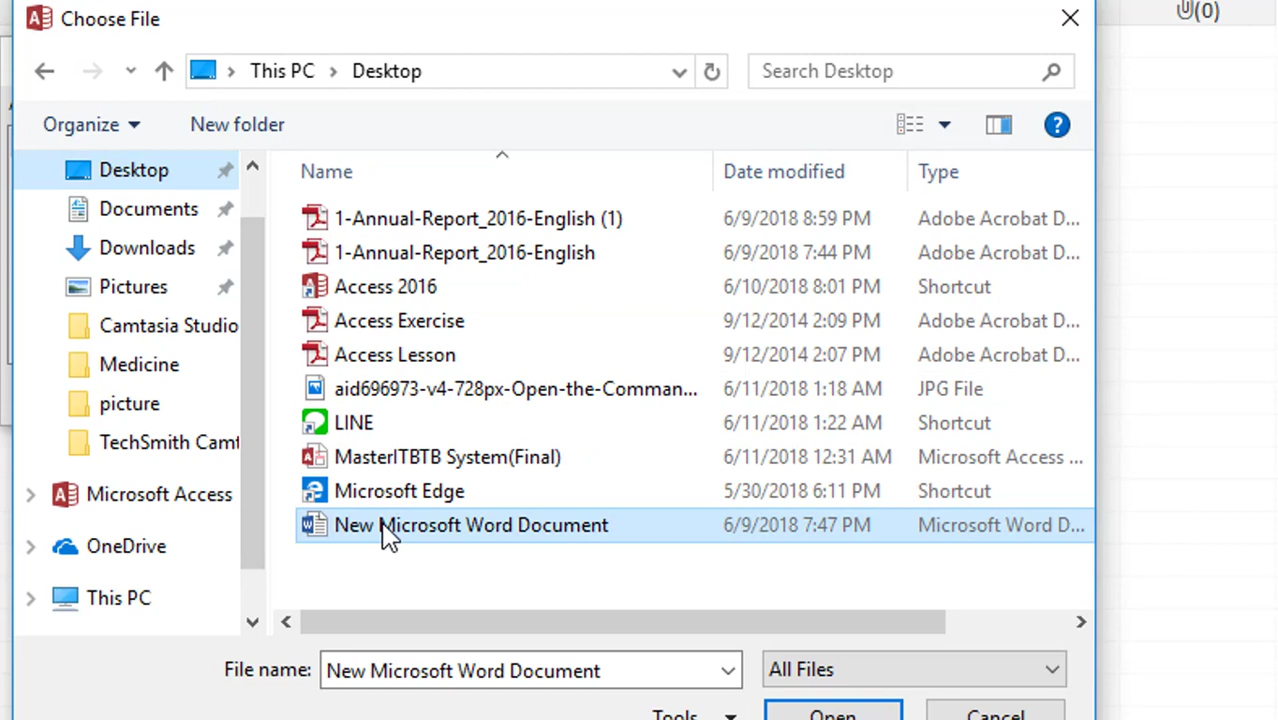 Choose File
(0)
This PC > Desktop
Search Desktop
Organize
New folder
Name Date modified Type
Desktop
Documents
Downloads
Pictures
Camtasia Studio
Medicine
picture
TechSmith Camt
Microsoft Access
OneDrive
This PC
1-Annual-Report_2016-English (1) 6/9/2018 8:59 PM Adobe Acrobat D...
1-Annual-Report_2016-English 6/9/2018 7:44 PM Adobe Acrobat D...
Access 2016 6/10/2018 8:01 PM Shortcut
Access Exercise 9/12/2014 2:09 PM Adobe Acrobat D...
Access Lesson 9/12/2014 2:07 PM Adobe Acrobat D...
aid696973-v4-728px-Open-the-Comman... 6/11/2018 1:18 AM JPG File
LINE 6/11/2018 1:22 AM Shortcut
MasterITBTB System(Final) 6/11/2018 12:31 AM Microsoft Access ...
Microsoft Edge 5/30/2018 6:11 PM Shortcut
New Microsoft Word Document 6/9/2018 7:47 PM Microsoft Word D...
File name: New Microsoft Word Document All Files
Tools Open Cancel